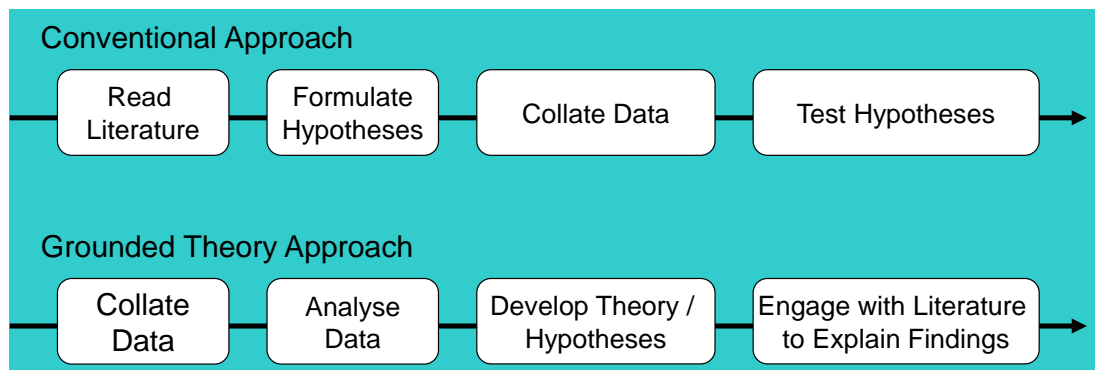 Conventional Approach
Read
Literature
Formulate
Hypotheses
Collate Data
Test Hypotheses
Grounded Theory Approach
Collate
Data
Analyse
Data
Develop Theory /
Hypotheses
Engage with Literature
to Explain Findings